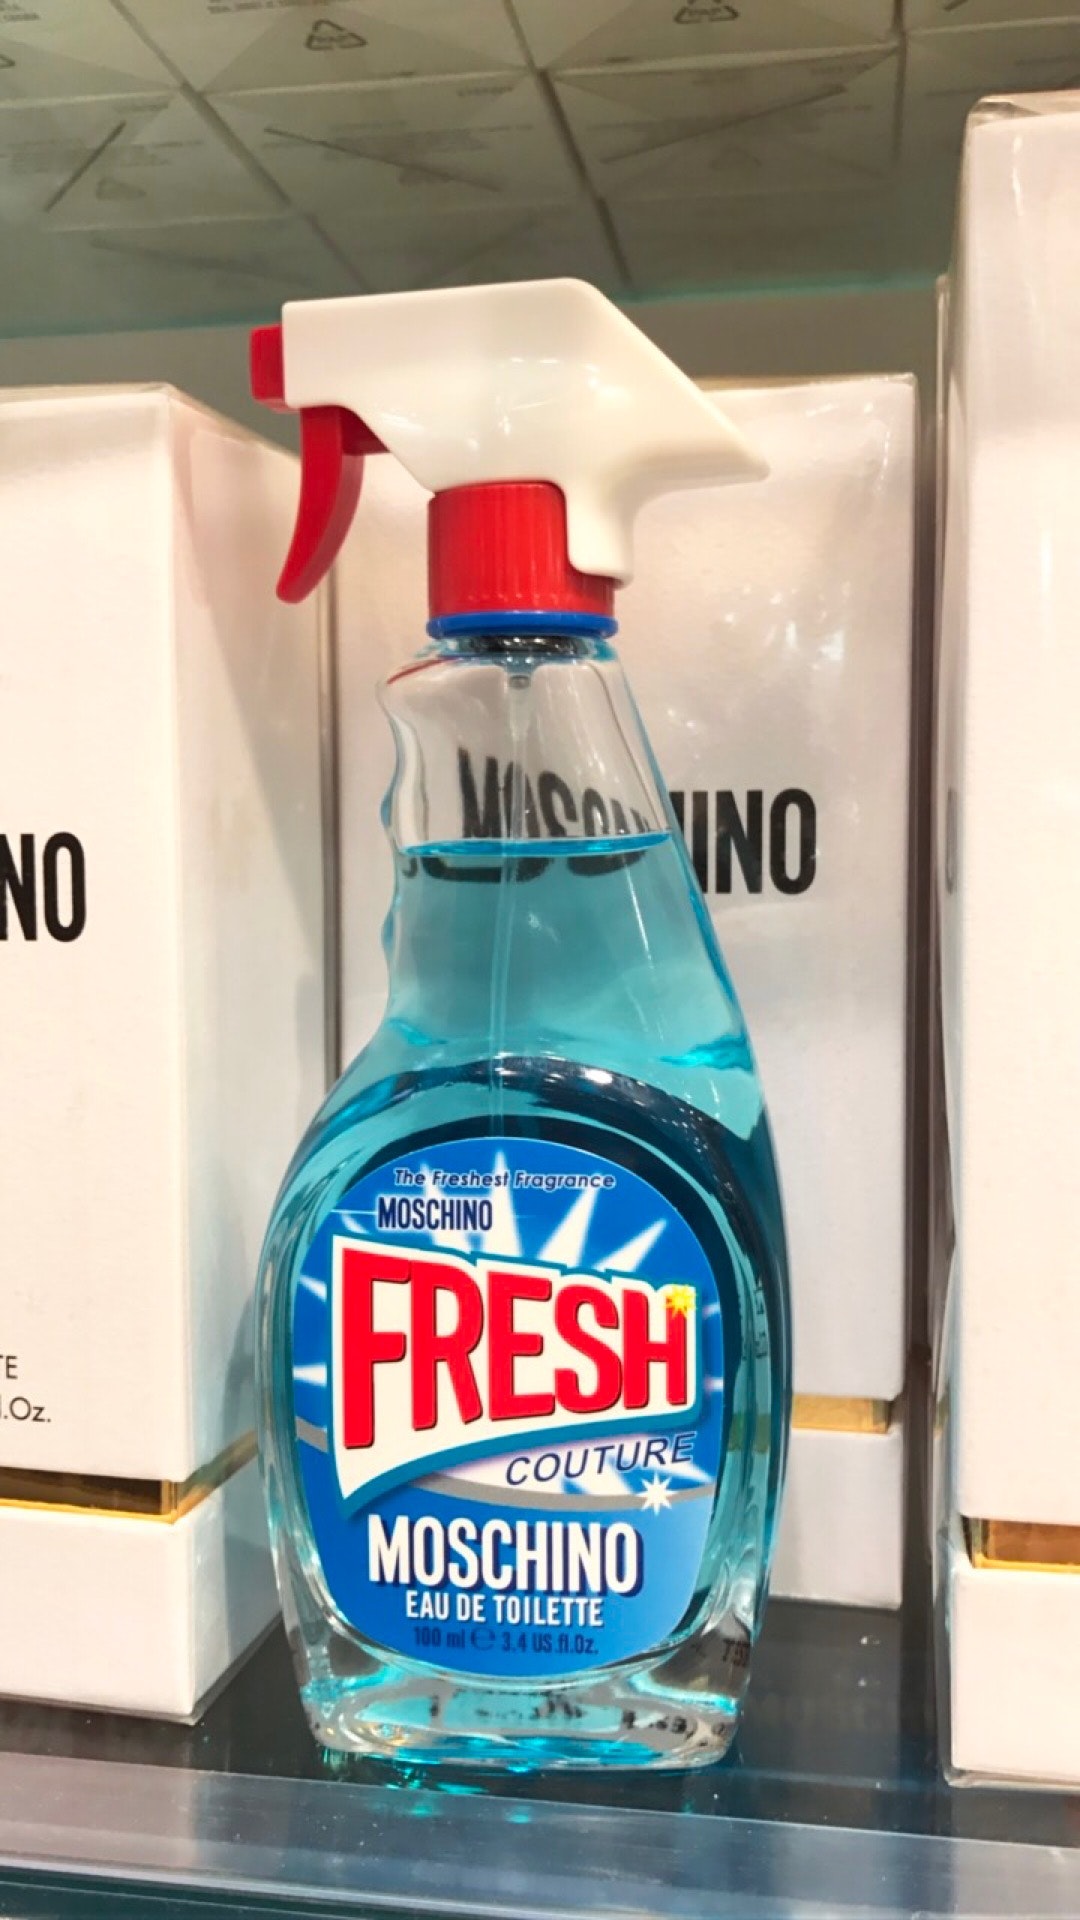 MOSCHINO
NO
The Freshest Fragrance
MOSCHINO
FRESH
COUTURE
MOSCHINO
EAU DE TOILETTE
100 ml ℮ 3.4 US.fl.Oz.
TE
l.Oz.